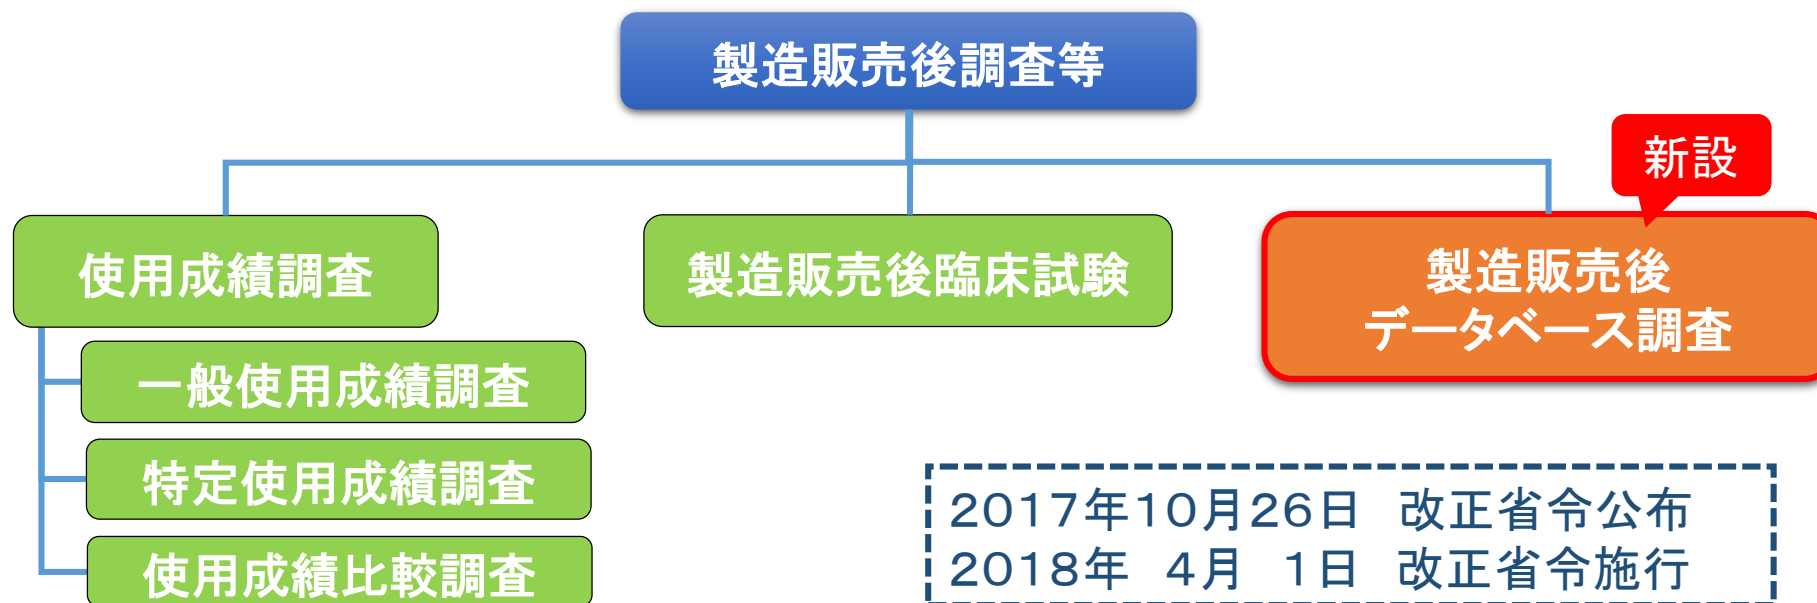 製造販売後調査等
新設
使用成績調査
製造販売後臨床試験
製造販売後
データベース調査
一般使用成績調査
特定使用成績調査
使用成績比較調査
2017年10月26日　改正省令公布
2018年　4月　1日　改正省令施行